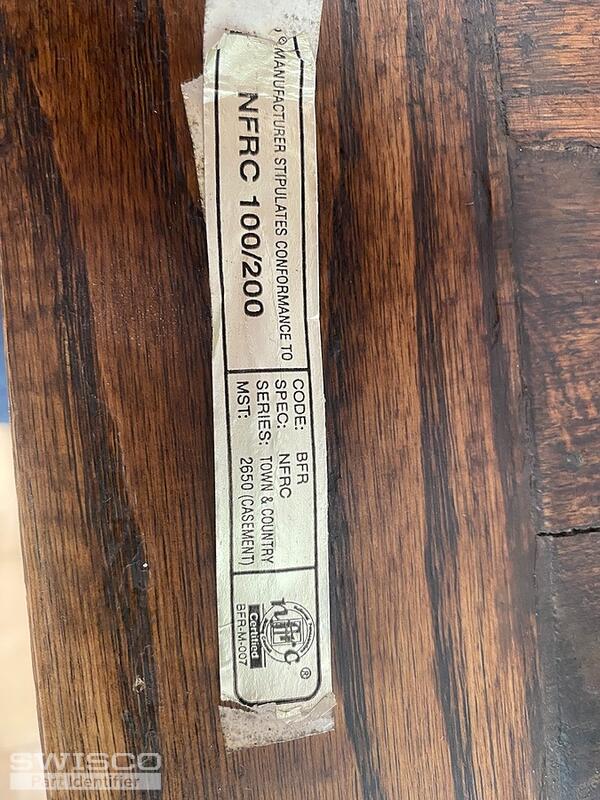 ® MANUFACTURER STIPULATES CONFORMANCE TO
NFRC 100/200
CODE: BFR
SPEC: NFRC
SERIES: TOWN & COUNTRY
MST: 2650 (CASEMENT)
nfrc ®
Certified
BFR-M-007
SWISCO
Part Identifier